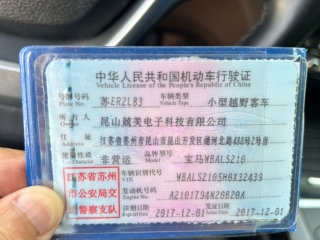 中华人民共和国机动车行驶证
Vehicle License of the People's Republic of China
号牌号码 苏ER2L83 车辆类型 小型越野客车
Plate No. Vehicle Type
所有人 昆山兢美电子科技有限公司
Owner
住址 江苏省苏州市昆山市昆山开发区
Address
使用性质 非营运 品牌型号 宝马WBALS210
Use Character Model
江苏省苏州市公安局交通警察支队
车辆识别代号
VIN
发动机号码 A2101794N20B20A
Engine No.
注册日期 2017-12-01 发证日期 2017-12-01
Register Date Issue Date